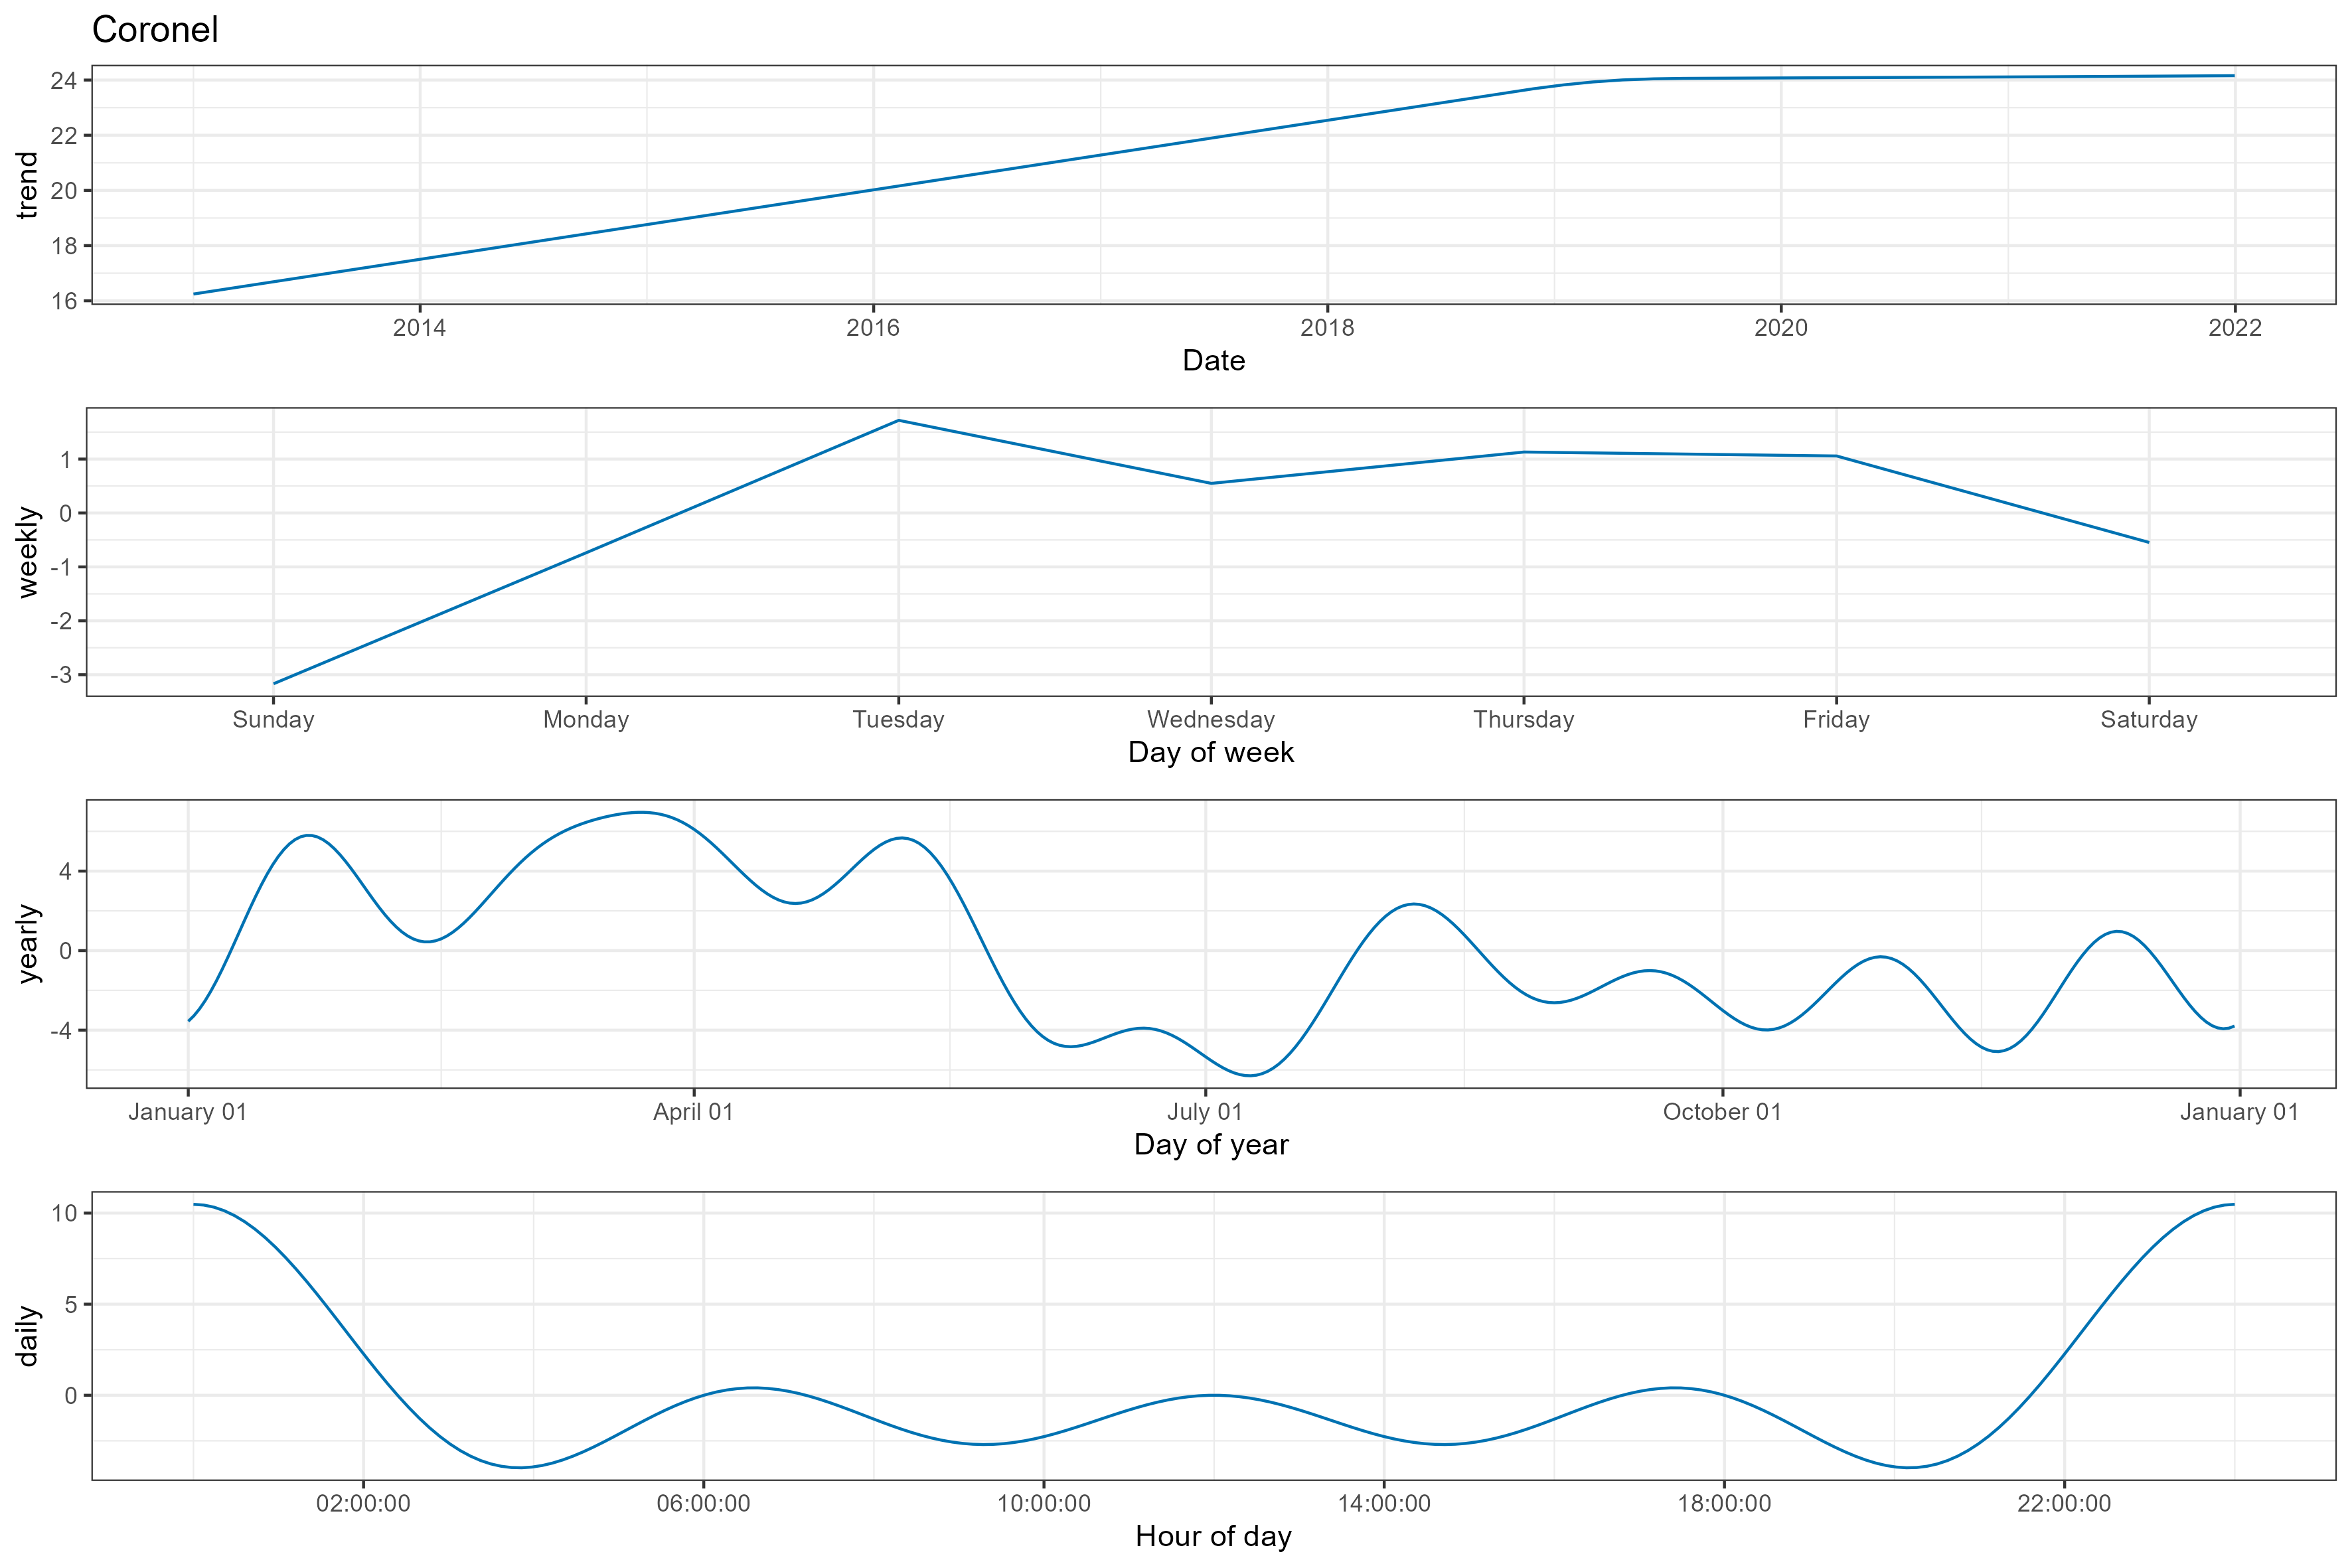 Coronel
24
22
20
18
16
trend
2014 2016 2018 2020 2022
Date
1
0
-1
-2
-3
weekly
Sunday Monday Tuesday Wednesday Thursday Friday Saturday
Day of week
4
0
-4
yearly
January 01 April 01 July 01 October 01 January 01
Day of year
10
5
0
daily
02:00:00 06:00:00 10:00:00 14:00:00 18:00:00 22:00:00
Hour of day